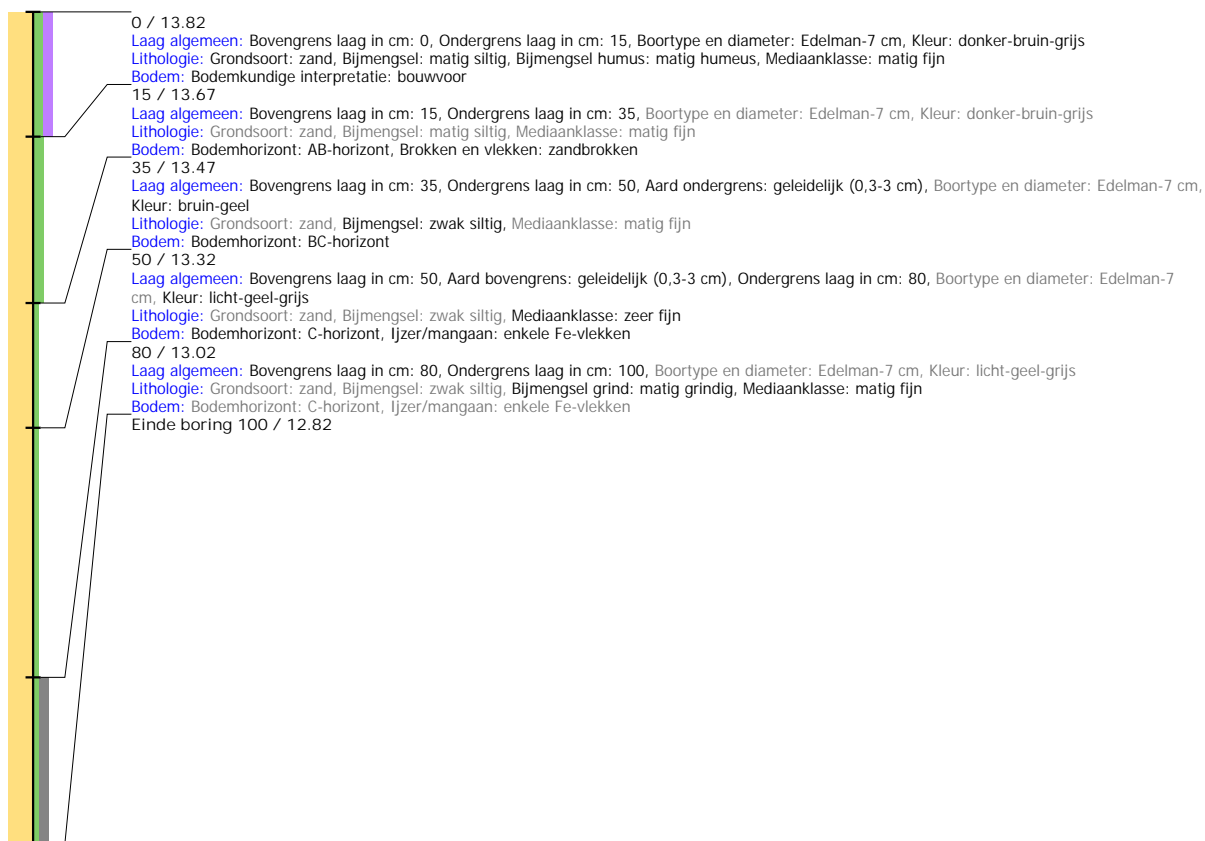 0 / 13.82
Laag algemeen: Bovengrens laag in cm: 0, Ondergrens laag in cm: 15, Boortype en diameter: Edelman-7 cm, Kleur: donker-bruin-grijs
Lithologie: Grondsoort: zand, Bijmengsel: matig siltig, Bijmengsel humus: matig humeus, Mediaanklasse: matig fijn
Bodem: Bodemkundige interpretatie: bouwvoor
15 / 13.67
Laag algemeen: Bovengrens laag in cm: 15, Ondergrens laag in cm: 35, Boortype en diameter: Edelman-7 cm, Kleur: donker-bruin-grijs
Lithologie: Grondsoort: zand, Bijmengsel: matig siltig, Mediaanklasse: matig fijn
Bodem: Bodemhorizont: AB-horizont, Brokken en vlekken: zandbrokken
35 / 13.47
Laag algemeen: Bovengrens laag in cm: 35, Ondergrens laag in cm: 50, Aard ondergrens: geleidelijk (0,3-3 cm), Boortype en diameter: Edelman-7 cm,
Kleur: bruin-geel
Lithologie: Grondsoort: zand, Bijmengsel: zwak siltig, Mediaanklasse: matig fijn
Bodem: Bodemhorizont: BC-horizont
50 / 13.32
Laag algemeen: Bovengrens laag in cm: 50, Aard bovengrens: geleidelijk (0,3-3 cm), Ondergrens laag in cm: 80, Boortype en diameter: Edelman-7
cm, Kleur: licht-geel-grijs
Lithologie: Grondsoort: zand, Bijmengsel: zwak siltig, Mediaanklasse: zeer fijn
Bodem: Bodemhorizont: C-horizont, Ijzer/mangaan: enkele Fe-vlekken
80 / 13.02
Laag algemeen: Bovengrens laag in cm: 80, Ondergrens laag in cm: 100, Boortype en diameter: Edelman-7 cm, Kleur: licht-geel-grijs
Lithologie: Grondsoort: zand, Bijmengsel: zwak siltig, Bijmengsel grind: matig grindig, Mediaanklasse: matig fijn
Bodem: Bodemhorizont: C-horizont, Ijzer/mangaan: enkele Fe-vlekken
Einde boring 100 / 12.82